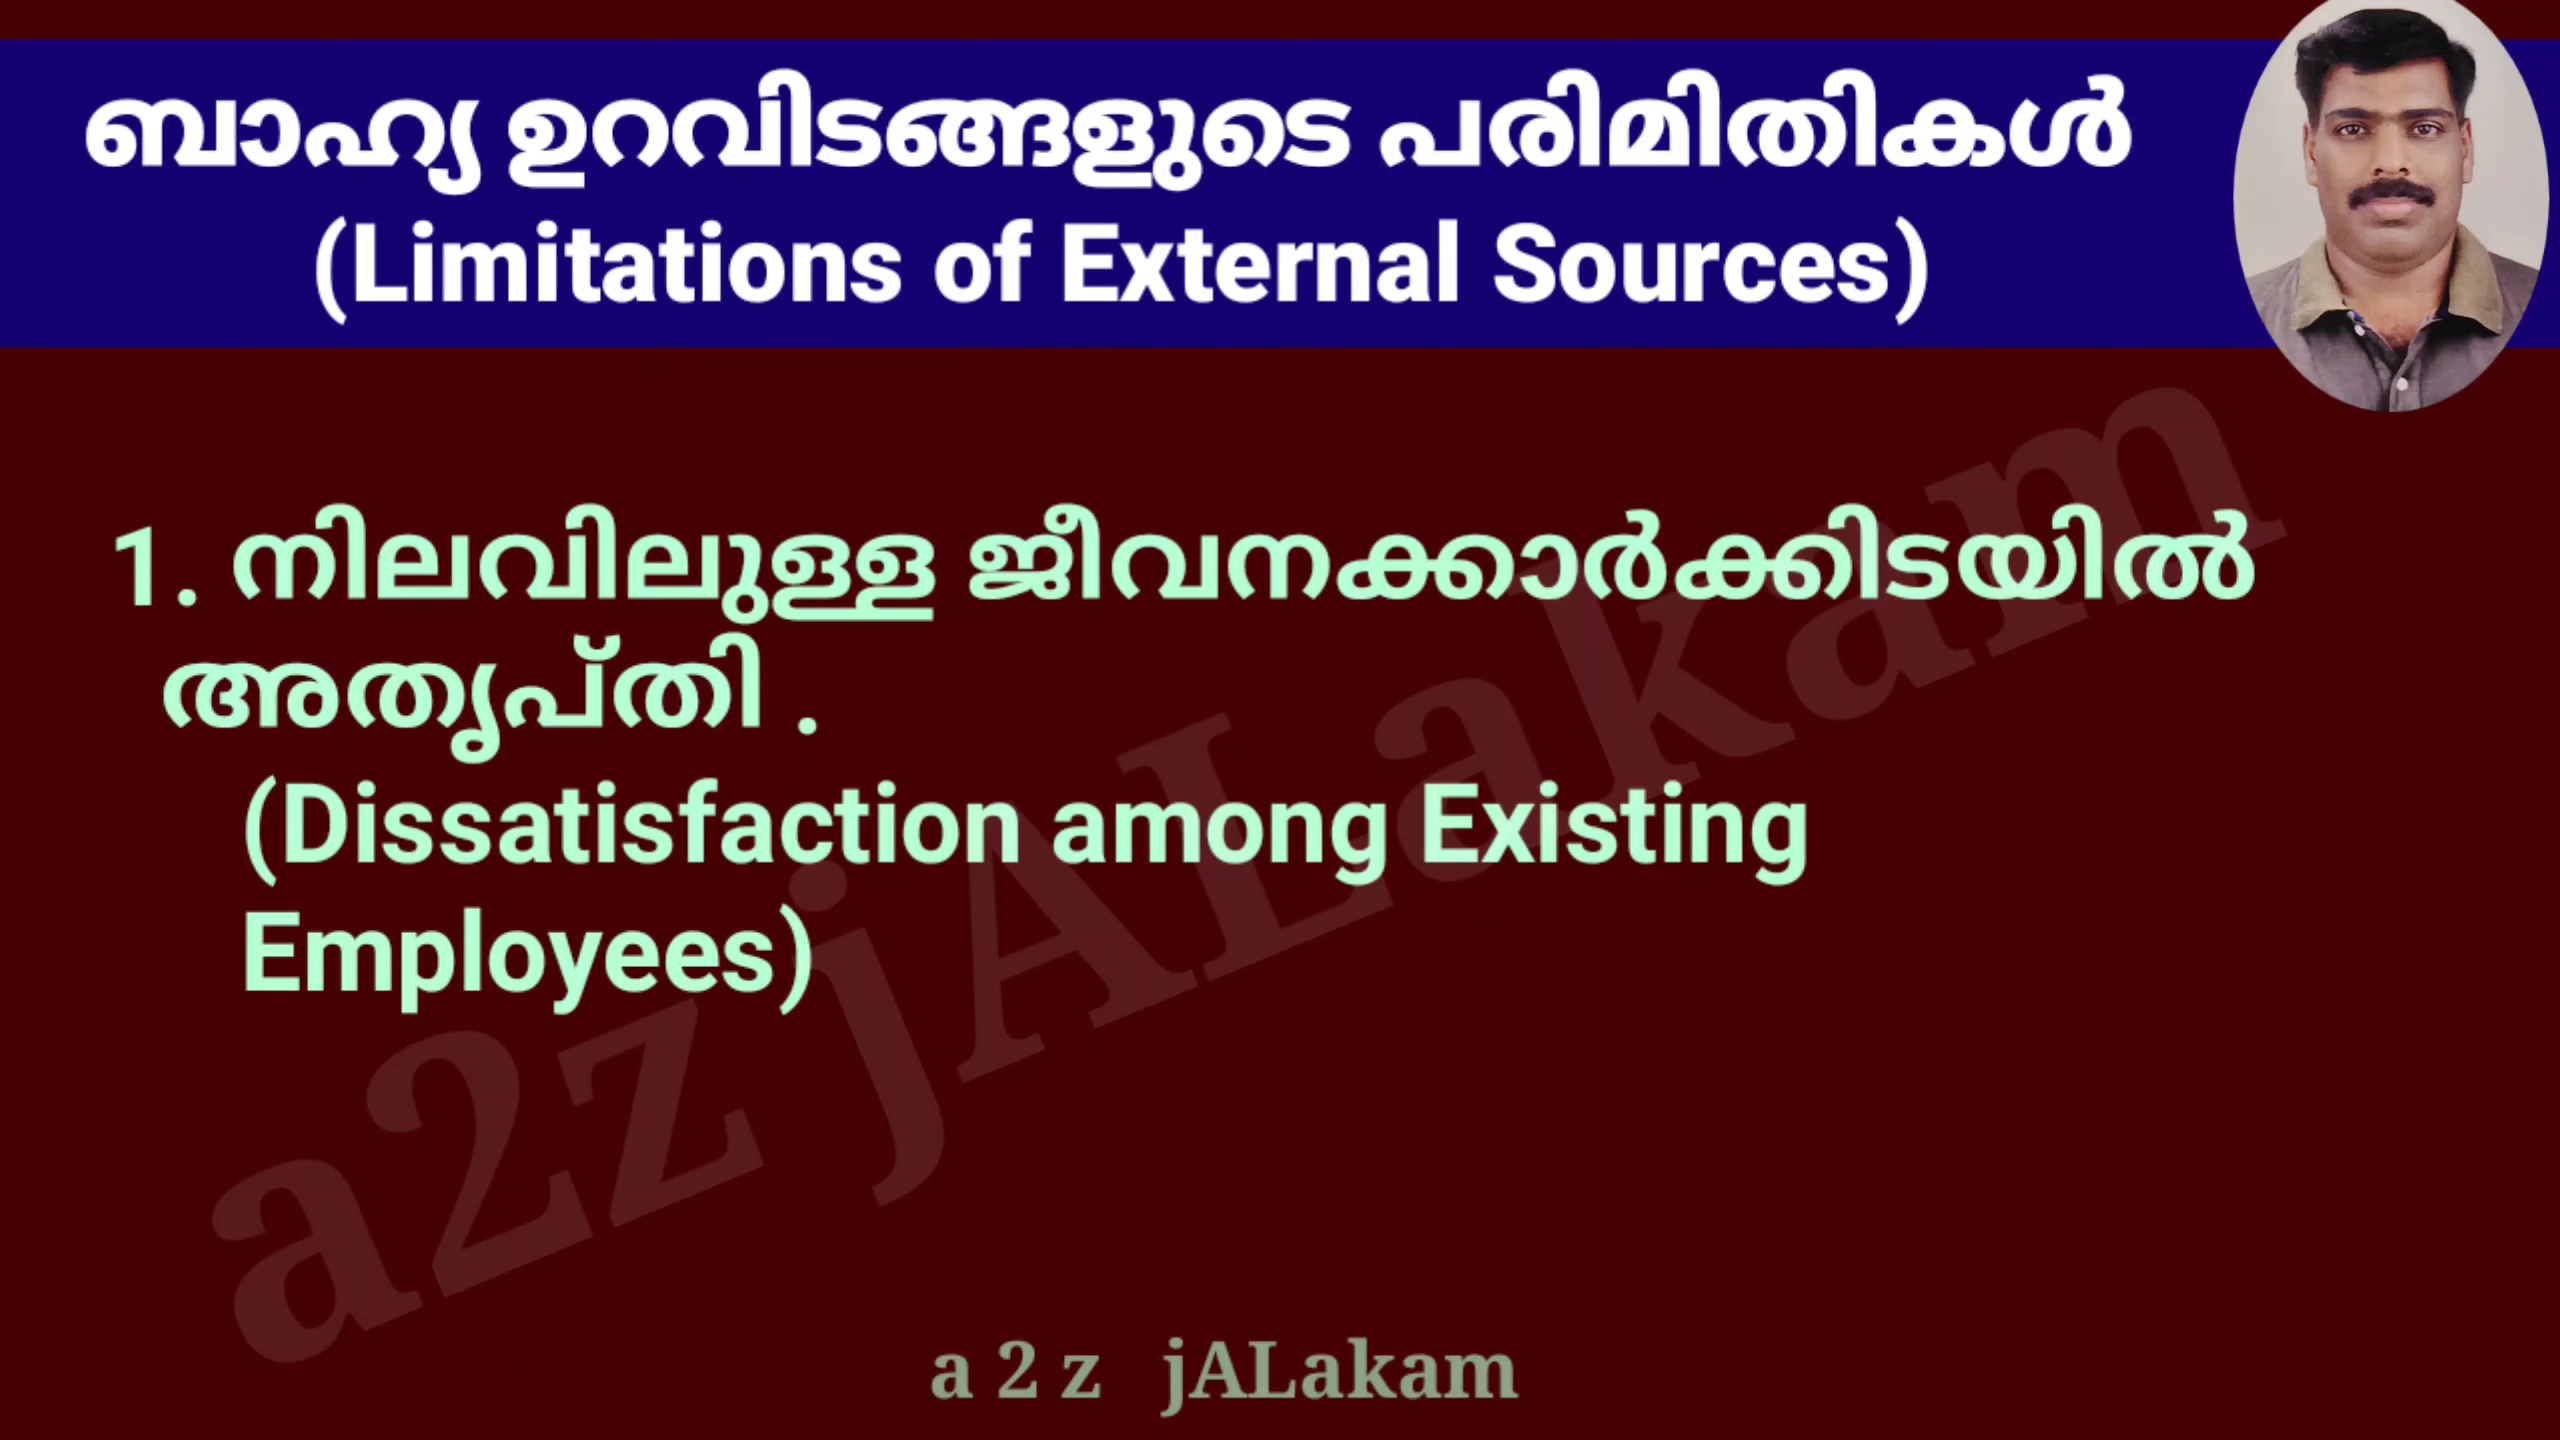 ബാഹ്യ ഉറവിടങ്ങളുടെ പരിമിതികൾ
(Limitations of External Sources)
1. നിലവിലുള്ള ജീവനക്കാർക്കിടയിൽ
അതൃപ്തി .
(Dissatisfaction among Existing
Employees)
a2z jALakam
a 2 z jALakam